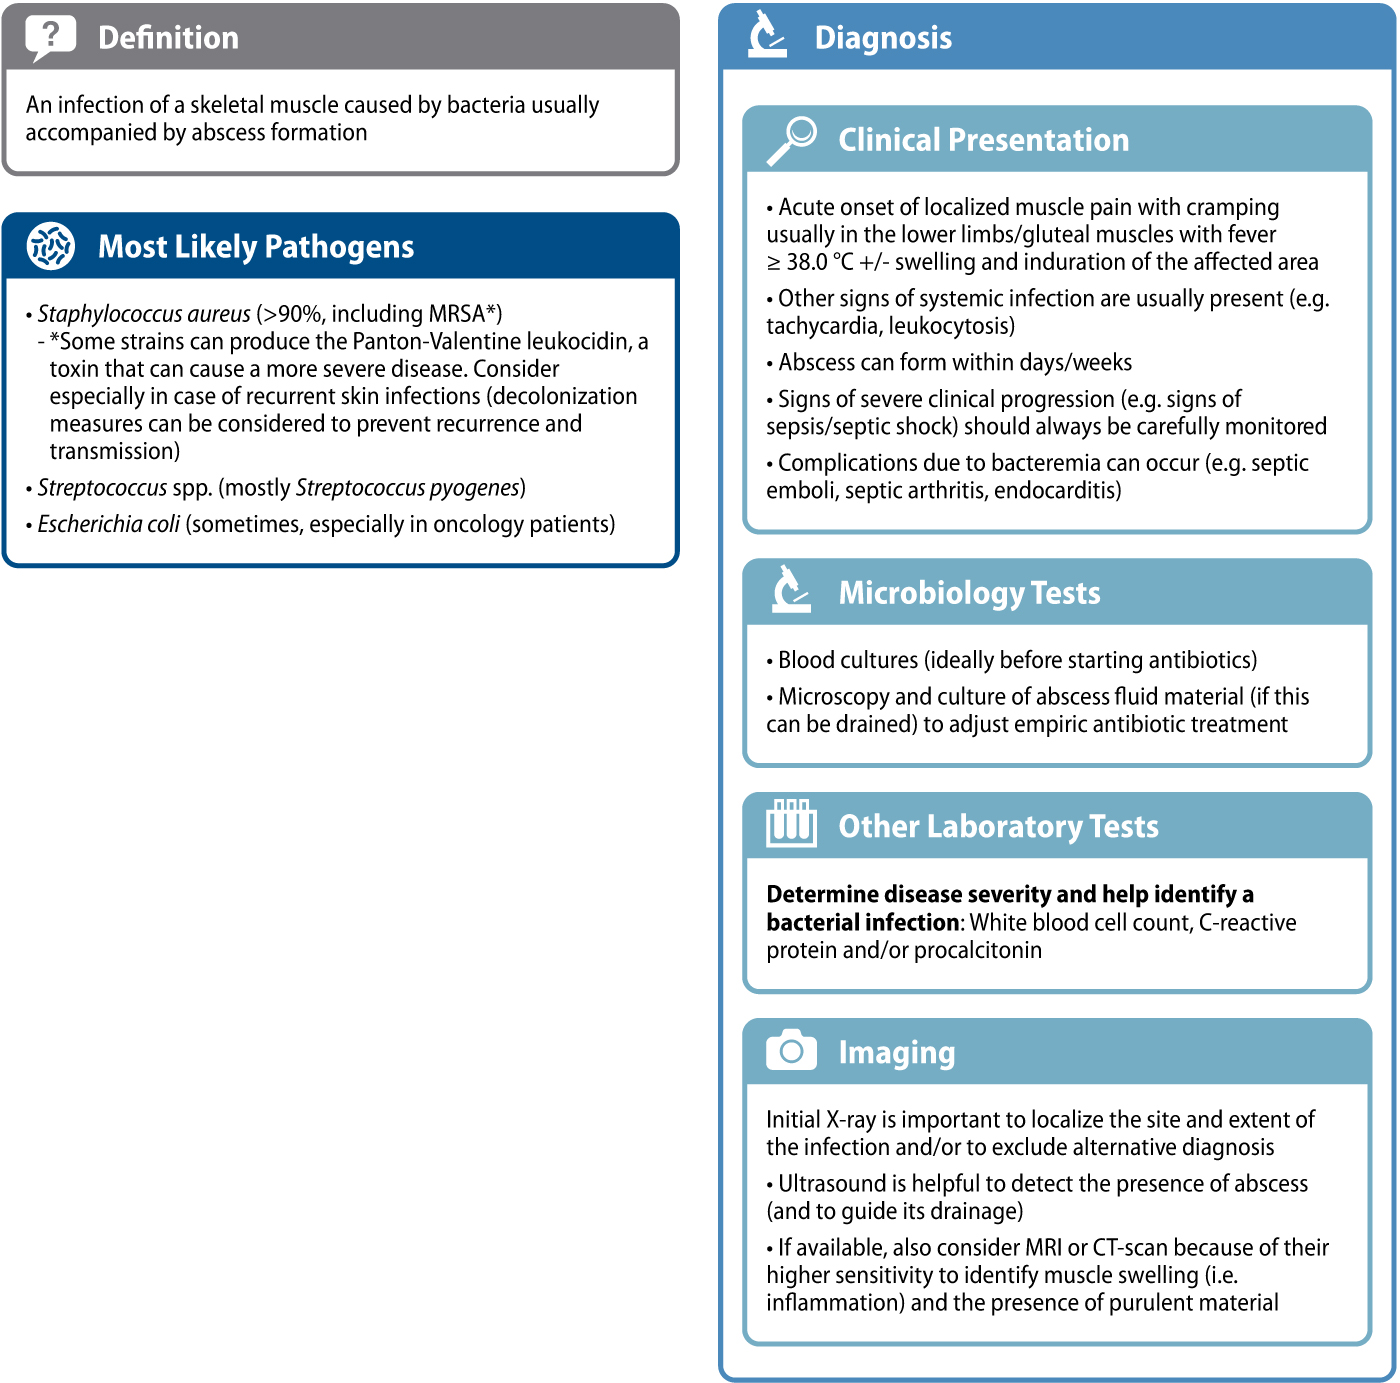 Definition
An infection of a skeletal muscle caused by bacteria usually
accompanied by abscess formation
Most Likely Pathogens
• Staphylococcus aureus (>90%, including MRSA*)
- *Some strains can produce the Panton-Valentine leukocidin, a
toxin that can cause a more severe disease. Consider
especially in case of recurrent skin infections (decolonization
measures can be considered to prevent recurrence and
transmission)
• Streptococcus spp. (mostly Streptococcus pyogenes)
• Escherichia coli (sometimes, especially in oncology patients)
Diagnosis
Clinical Presentation
• Acute onset of localized muscle pain with cramping
usually in the lower limbs/gluteal muscles with fever
≥ 38.0 °C +/- swelling and induration of the affected area
• Other signs of systemic infection are usually present (e.g.
tachycardia, leukocytosis)
• Abscess can form within days/weeks
• Signs of severe clinical progression (e.g. signs of
sepsis/septic shock) should always be carefully monitored
• Complications due to bacteremia can occur (e.g. septic
emboli, septic arthritis, endocarditis)
Microbiology Tests
• Blood cultures (ideally before starting antibiotics)
• Microscopy and culture of abscess fluid material (if this
can be drained) to adjust empiric antibiotic treatment
Other Laboratory Tests
Determine disease severity and help identify a
bacterial infection: White blood cell count, C-reactive
protein and/or procalcitonin
Imaging
Initial X-ray is important to localize the site and extent of
the infection and/or to exclude alternative diagnosis
• Ultrasound is helpful to detect the presence of abscess
(and to guide its drainage)
• If available, also consider MRI or CT-scan because of their
higher sensitivity to identify muscle swelling (i.e.
inflammation) and the presence of purulent material